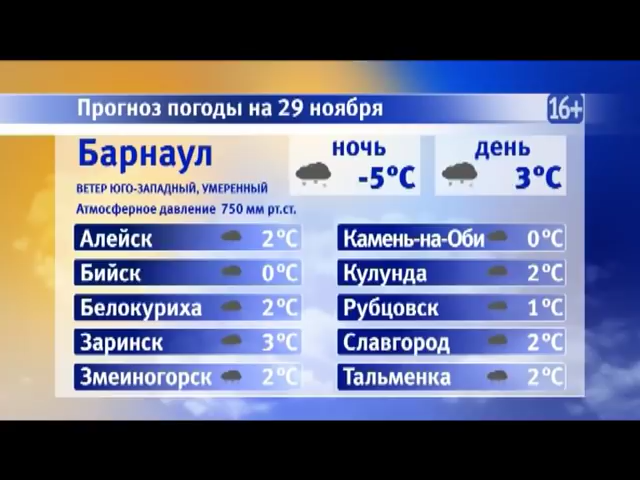 Прогноз погоды на 29 ноября 16+
Барнаул
ночь
-5°C
день
3°C
ВЕТЕР ЮГО-ЗАПАДНЫЙ, УМЕРЕННЫЙ
Атмосферное давление 750 мм рт.ст.
Алейск 2°C
Бийск 0°C
Белокуриха 2°C
Заринск 3°C
Змеиногорск 2°C
Камень-на-Оби 0°C
Кулунда 2°C
Рубцовск 1°C
Славгород 2°C
Тальменка 2°C